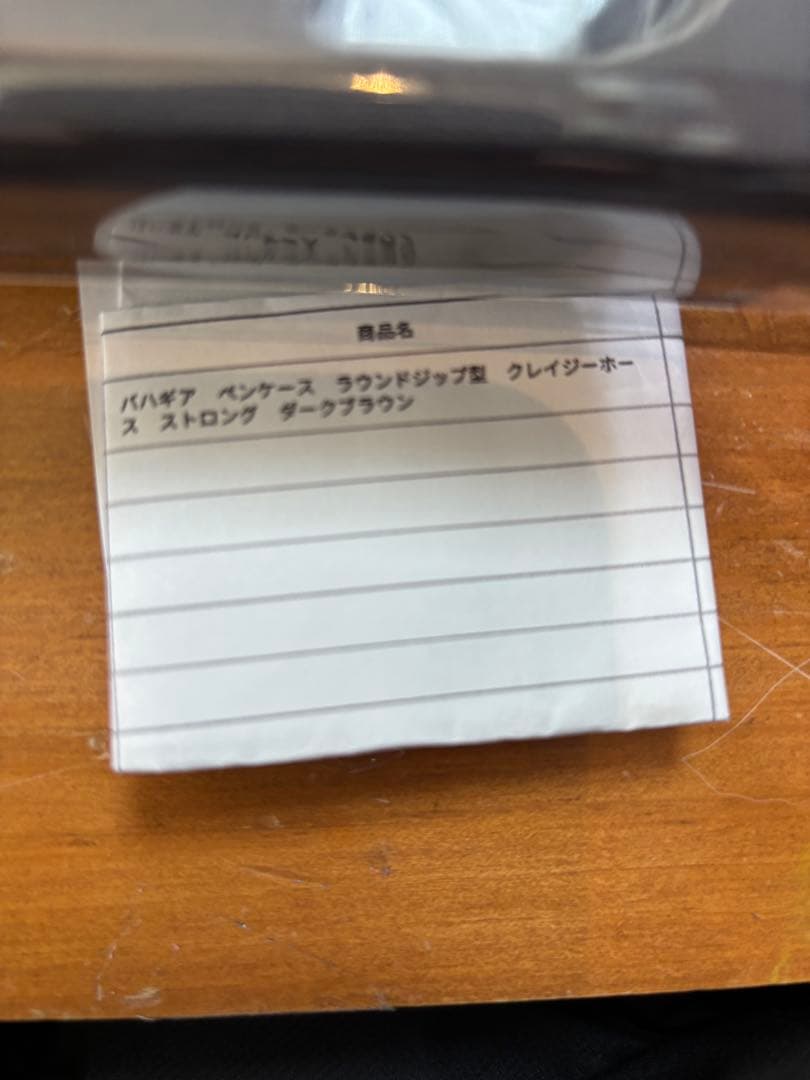 商品名
バハギア　ペンケース　ラウンドジップ型　クレイジーホー
ス　ストロング　ダークブラウン